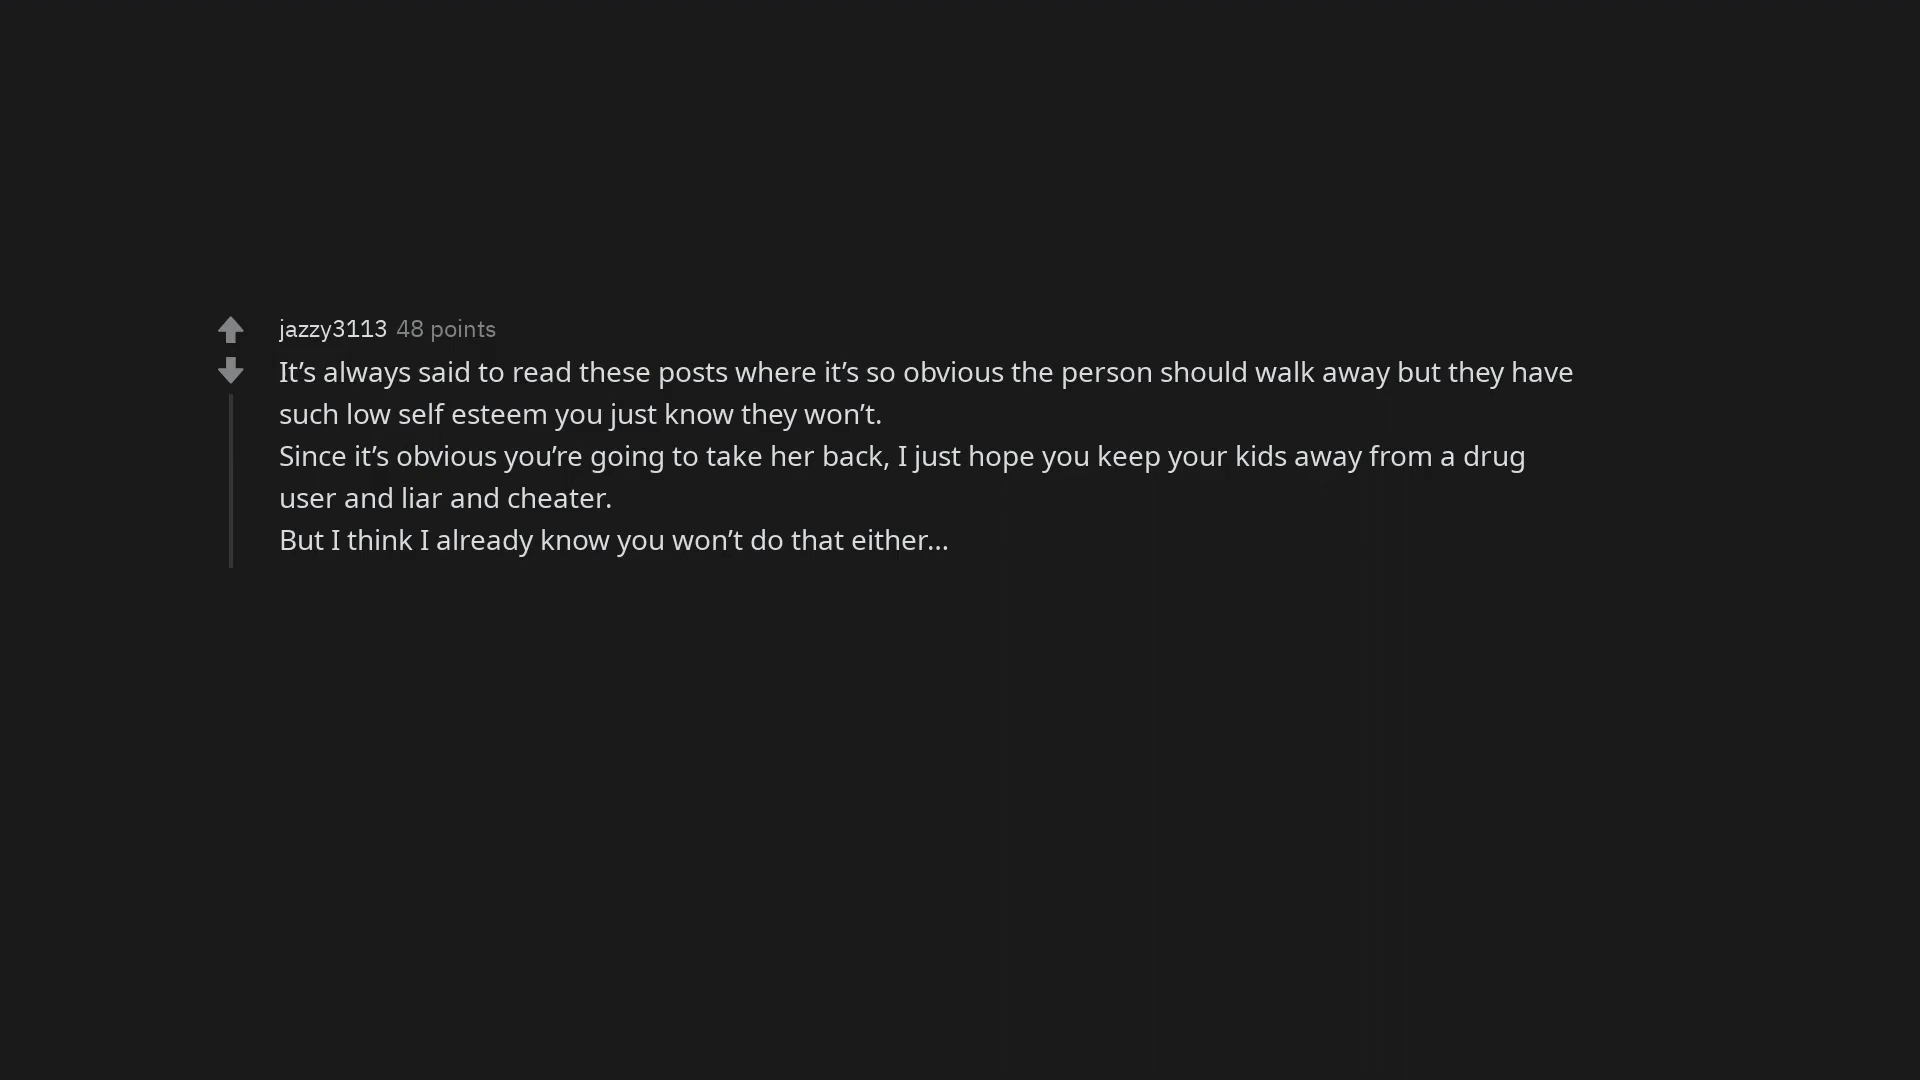 jazzy3113 48 points
It’s always said to read these posts where it’s so obvious the person should walk away but they have
such low self esteem you just know they won’t.
Since it’s obvious you’re going to take her back, I just hope you keep your kids away from a drug
user and liar and cheater.
But I think I already know you won’t do that either...